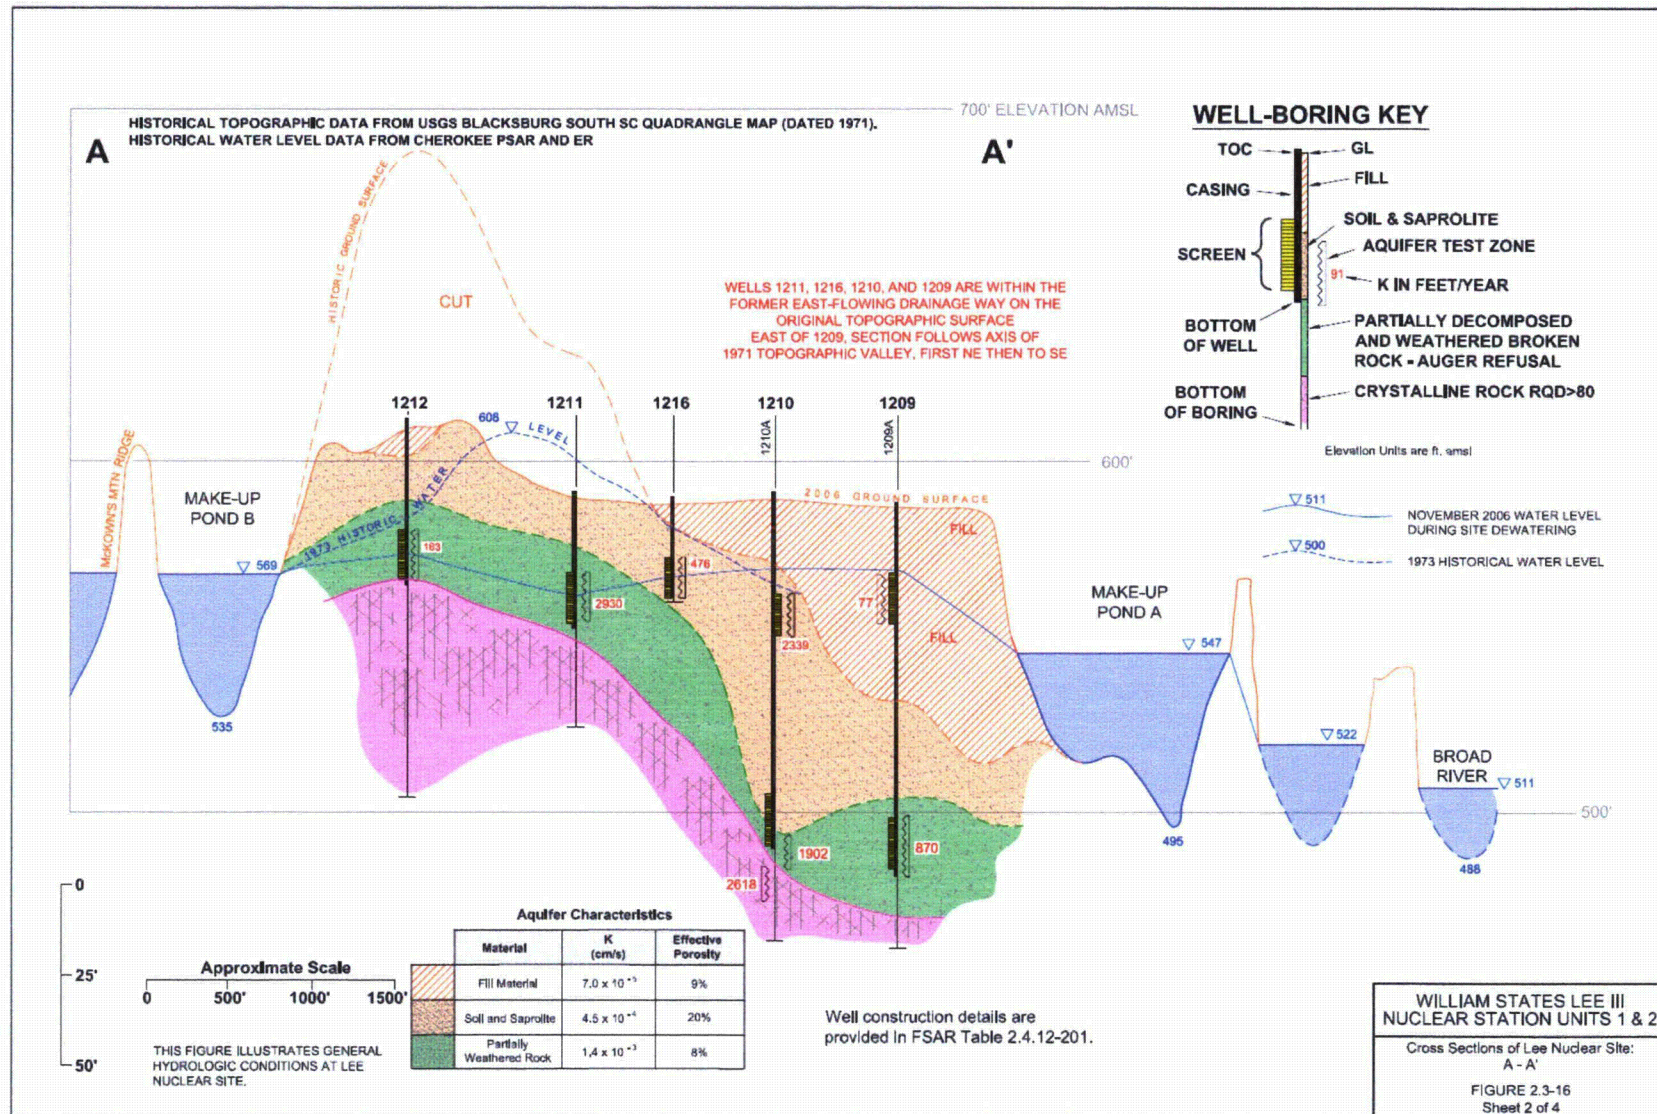 700' ELEVATION AMSL
HISTORICAL TOPOGRAPHIC DATA FROM USGS BLACKSBURG SOUTH SC QUADRANGLE MAP (DATED 1971).
HISTORICAL WATER LEVEL DATA FROM CHEROKEE PSAR AND ER
A
A'
WELL-BORING KEY
TOC
GL
FILL
CASING
SOIL & SAPROLITE
SCREEN
AQUIFER TEST ZONE
91
K IN FEET/YEAR
BOTTOM
OF WELL
PARTIALLY DECOMPOSED
AND WEATHERED BROKEN
ROCK - AUGER REFUSAL
BOTTOM
OF BORING
CRYSTALLINE ROCK RQD>80
Elevation Units are ft. amsl
511
NOVEMBER 2006 WATER LEVEL
DURING SITE DEWATERING
500
1973 HISTORICAL WATER LEVEL
HISTORIC GROUND SURFACE
CUT
WELLS 1211, 1216, 1210, AND 1209 ARE WITHIN THE
FORMER EAST-FLOWING DRAINAGE WAY ON THE
ORIGINAL TOPOGRAPHIC SURFACE
EAST OF 1209, SECTION FOLLOWS AXIS OF
1971 TOPOGRAPHIC VALLEY, FIRST NE THEN TO SE
1212
1211
1216
1210
1209
1210A
1209A
608
1973 HISTORIC WATER LEVEL
600'
McKOWN'S MTN RIDGE
MAKE-UP
POND B
569
535
2006 GROUND SURFACE
FILL
FILL
163
2930
476
2339
77
1902
2618
870
MAKE-UP
POND A
547
495
522
BROAD
RIVER
511
488
500'
0
25'
50'
Approximate Scale
0 500' 1000' 1500'
THIS FIGURE ILLUSTRATES GENERAL
HYDROLOGIC CONDITIONS AT LEE
NUCLEAR SITE.
Aquifer Characteristics
Material K (cm/s) Effective Porosity
Fill Material 7.0 x 10⁻⁵ 9%
Soil and Saprolite 4.5 x 10⁻⁴ 20%
Partially Weathered Rock 1.4 x 10⁻³ 8%
Well construction details are
provided in FSAR Table 2.4.12-201.
WILLIAM STATES LEE III
NUCLEAR STATION UNITS 1 & 2
Cross Sections of Lee Nuclear Site:
A - A'
FIGURE 2.3-16
Sheet 2 of 4